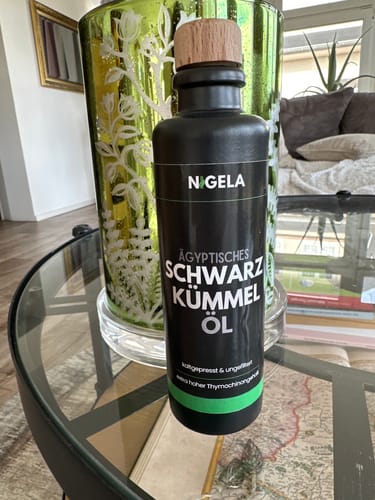 NIGELA
ÄGYPTISCHES
SCHWARZ
KÜMMEL
ÖL
kaltgepresst & ungefiltert
extra hoher Thymochinongehalt